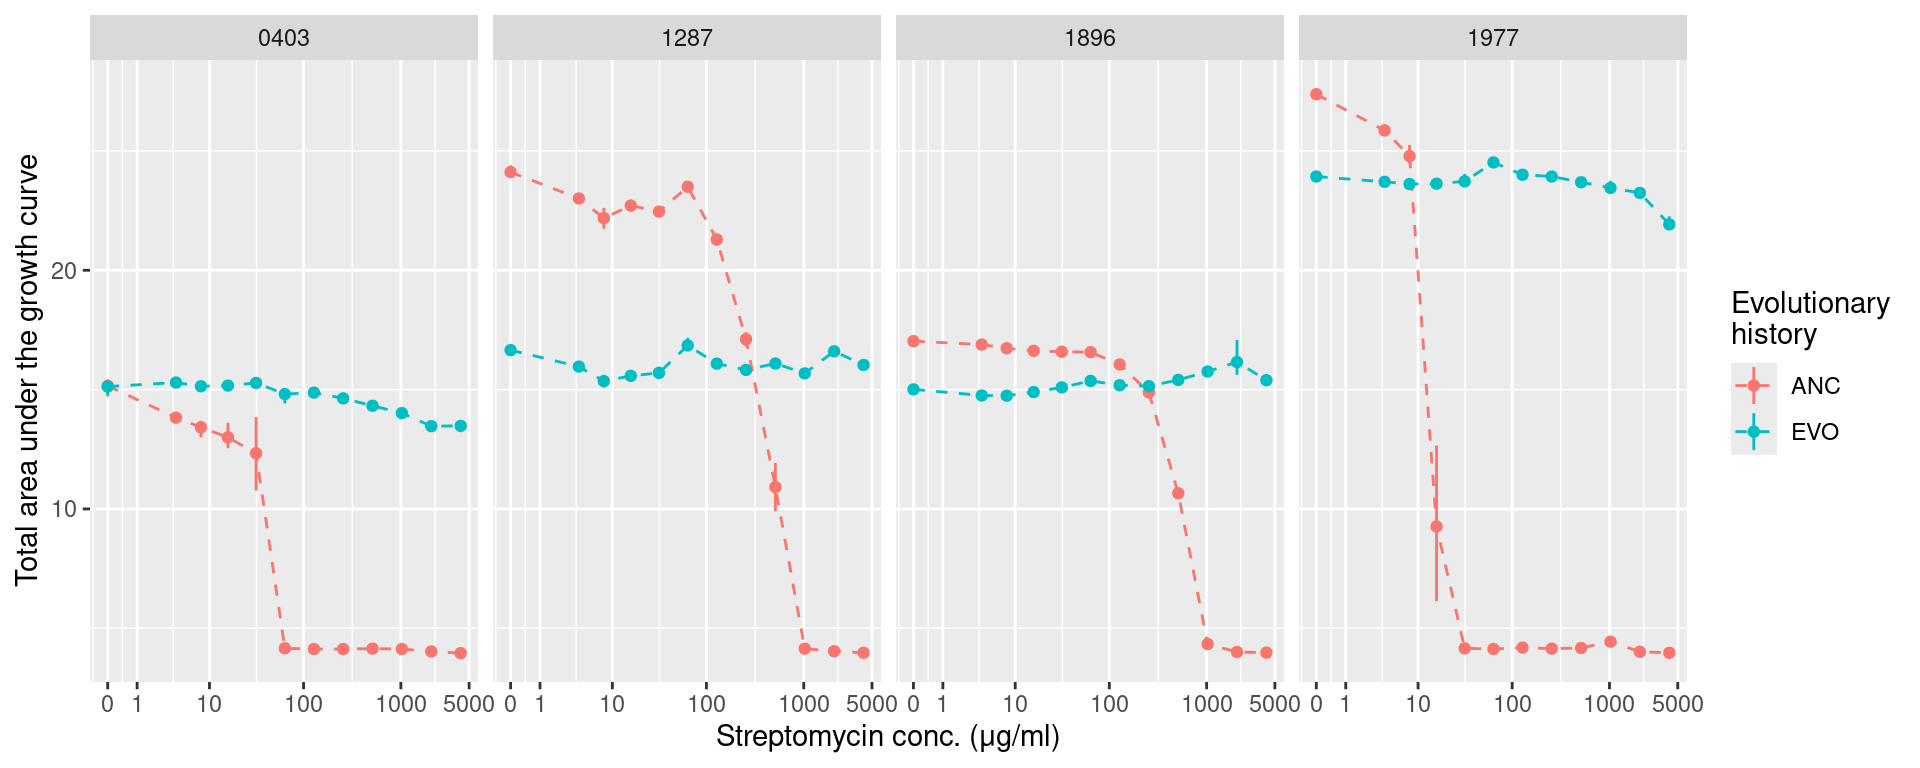 0403 1287 1896 1977
Total area under the growth curve
20
10
0 1 10 100 1000 5000 0 1 10 100 1000 5000 0 1 10 100 1000 5000 0 1 10 100 1000 5000
Streptomycin conc. (μg/ml)
Evolutionary
history
ANC
EVO